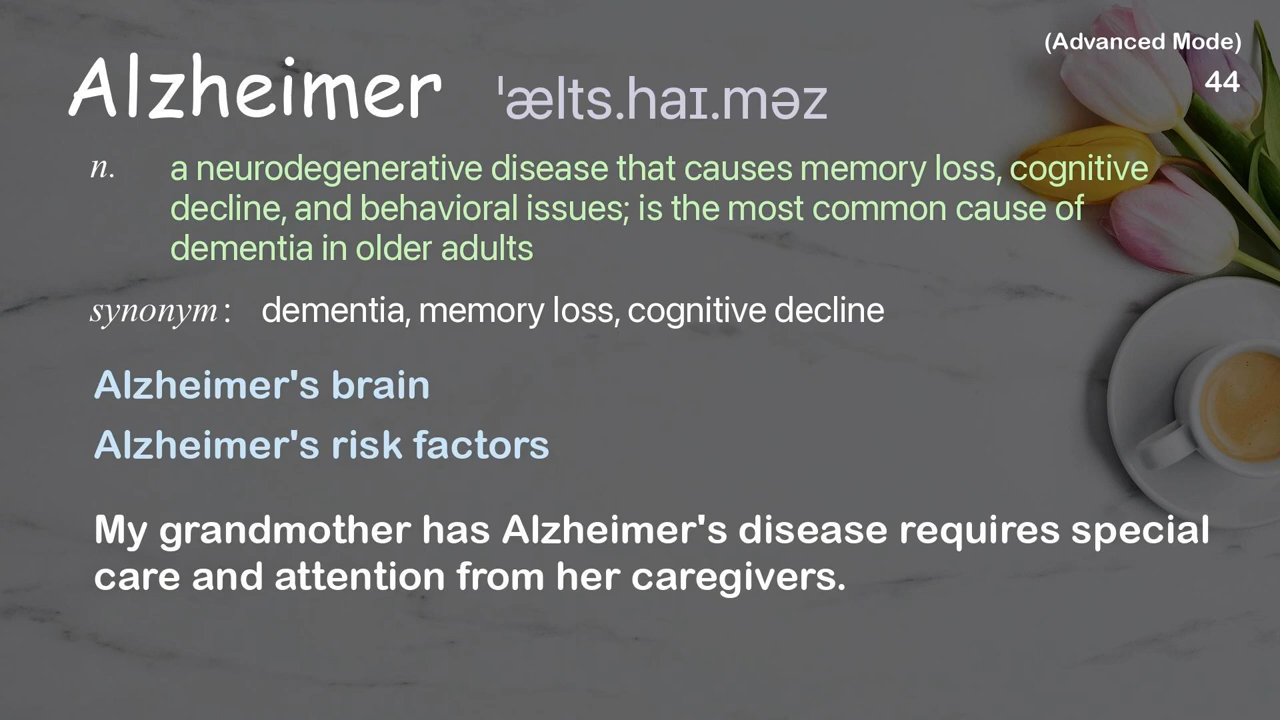 (Advanced Mode)
44
Alzheimer ˈælts.haɪ.məz
n. a neurodegenerative disease that causes memory loss, cognitive
decline, and behavioral issues; is the most common cause of
dementia in older adults
synonym: dementia, memory loss, cognitive decline
Alzheimer's brain
Alzheimer's risk factors
My grandmother has Alzheimer's disease requires special
care and attention from her caregivers.